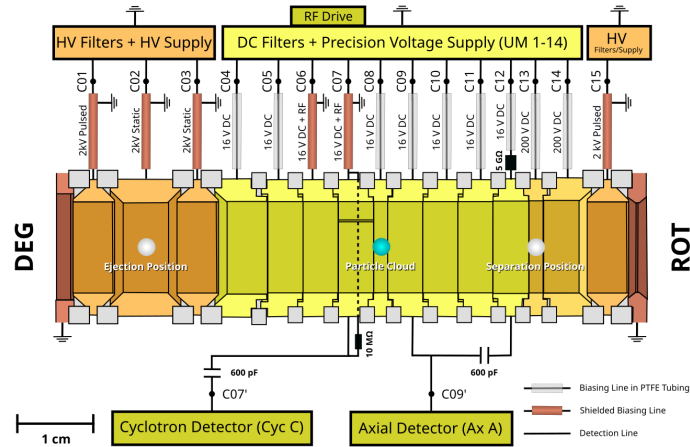 RF Drive
HV Filters + HV Supply
DC Filters + Precision Voltage Supply (UM 1-14)
HV
Filters/Supply
C01
C02
C03
C04
C05
C06
C07
C08
C09
C10
C11
C12
C13
C14
C15
2kV Pulsed
2kV Static
2kV Static
16 V DC
16 V DC
16 V DC + RF
16 V DC + RF
16 V DC
16 V DC
16 V DC
16 V DC
16 V DC
200 V DC
200 V DC
2 kV Pulsed
5 GΩ
DEG
ROT
Ejection Position
Particle Cloud
Separation Position
10 MΩ
600 pF
600 pF
C07'
C09'
Biasing Line in PTFE Tubing
Shielded Biasing Line
Detection Line
1 cm
Cyclotron Detector (Cyc C)
Axial Detector (Ax A)